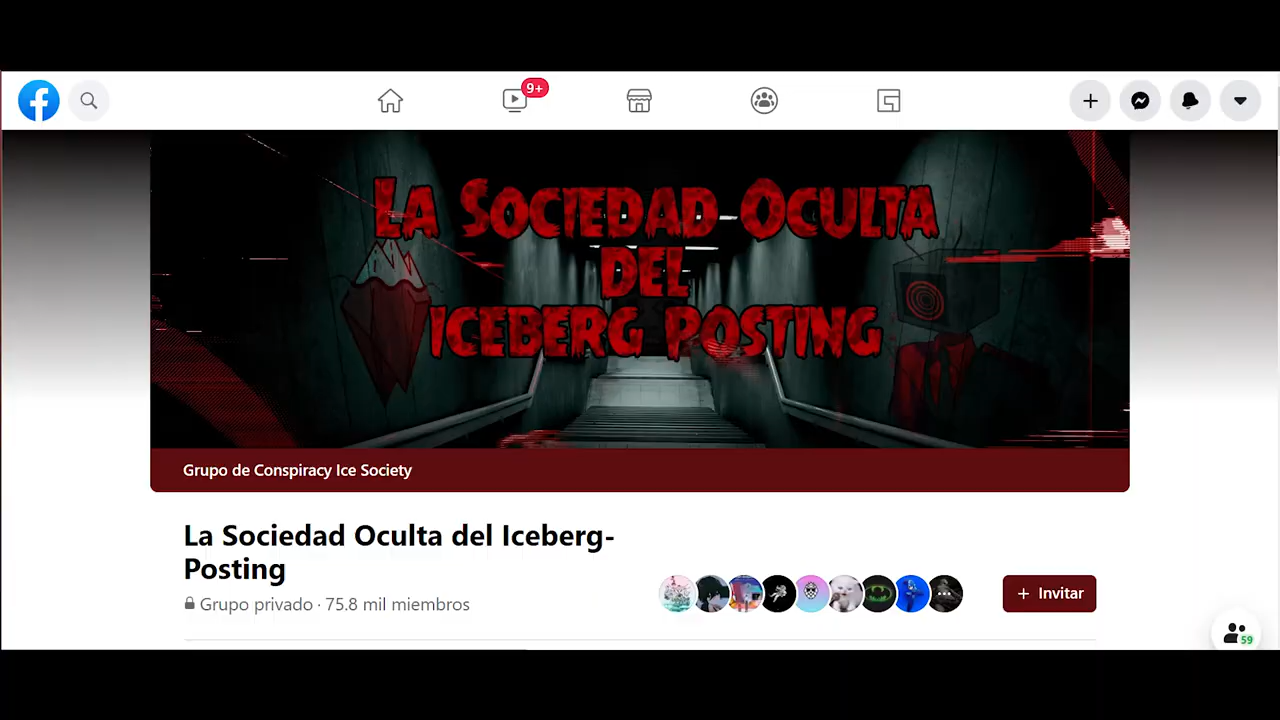 9+
La Sociedad Oculta
del
Iceberg Posting
Grupo de Conspiracy Ice Society
La Sociedad Oculta del Iceberg-
Posting
Grupo privado · 75.8 mil miembros
+ Invitar
59